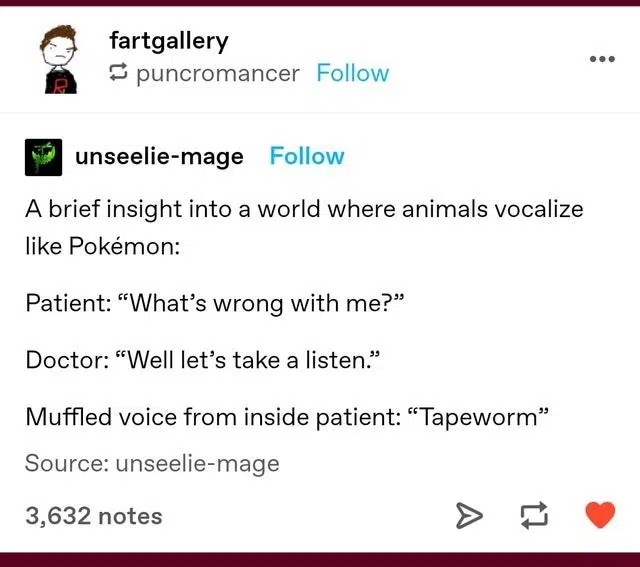 fartgallery
puncromancer Follow
unseelie-mage Follow
A brief insight into a world where animals vocalize
like Pokémon:
Patient: “What’s wrong with me?”
Doctor: “Well let’s take a listen.”
Muffled voice from inside patient: “Tapeworm”
Source: unseelie-mage
3,632 notes